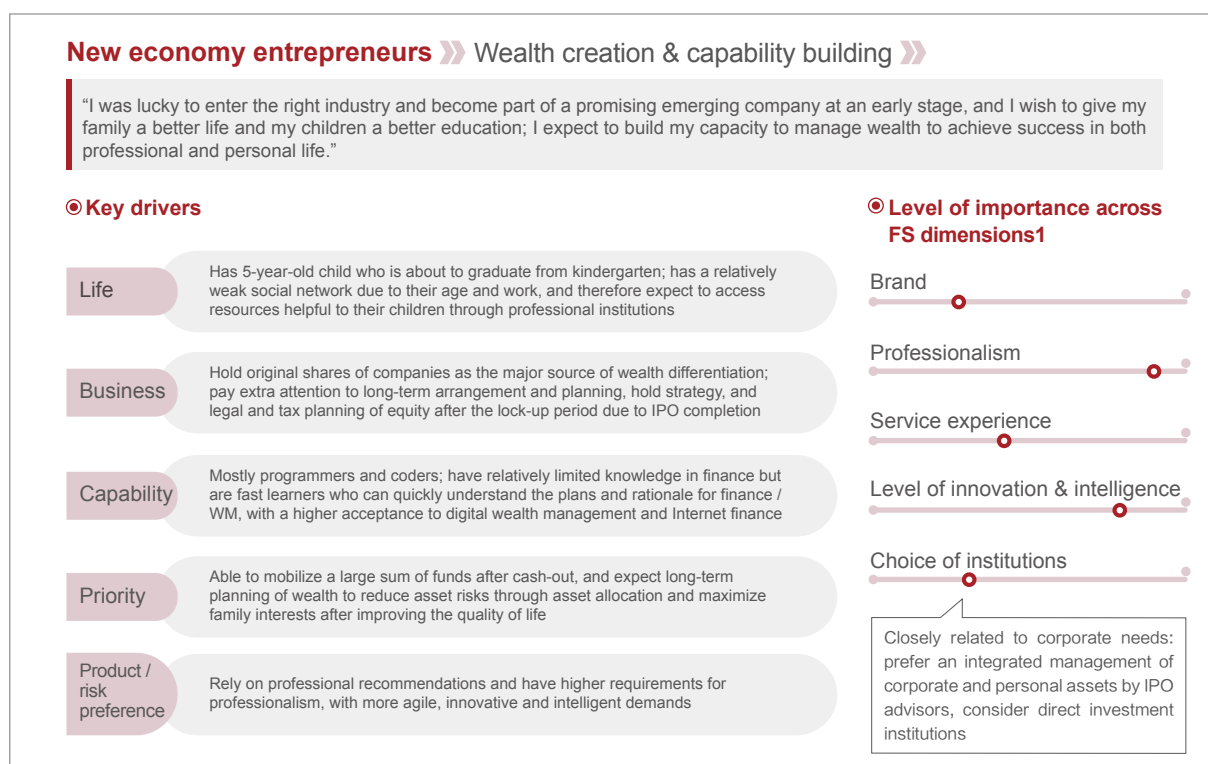 New economy entrepreneurs Wealth creation & capability building
“I was lucky to enter the right industry and become part of a promising emerging company at an early stage, and I wish to give my
family a better life and my children a better education; I expect to build my capacity to manage wealth to achieve success in both
professional and personal life.”
Key drivers
Life
Has 5-year-old child who is about to graduate from kindergarten; has a relatively
weak social network due to their age and work, and therefore expect to access
resources helpful to their children through professional institutions
Business
Hold original shares of companies as the major source of wealth differentiation;
pay extra attention to long-term arrangement and planning, hold strategy, and
legal and tax planning of equity after the lock-up period due to IPO completion
Capability
Mostly programmers and coders; have relatively limited knowledge in finance but
are fast learners who can quickly understand the plans and rationale for finance /
WM, with a higher acceptance to digital wealth management and Internet finance
Priority
Able to mobilize a large sum of funds after cash-out, and expect long-term
planning of wealth to reduce asset risks through asset allocation and maximize
family interests after improving the quality of life
Product /
risk
preference
Rely on professional recommendations and have higher requirements for
professionalism, with more agile, innovative and intelligent demands
Level of importance across
FS dimensions1
Brand
Professionalism
Service experience
Level of innovation & intelligence
Choice of institutions
Closely related to corporate needs:
prefer an integrated management of
corporate and personal assets by IPO
advisors, consider direct investment
institutions